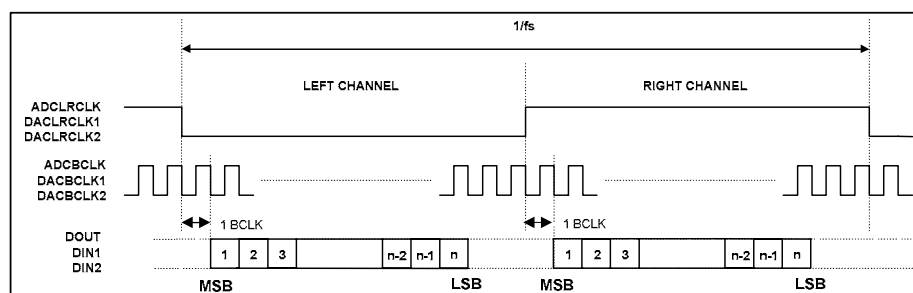 1/fs
LEFT CHANNEL RIGHT CHANNEL
ADCLRCLK
DACLRCLK1
DACLRCLK2
ADCBCLK
DACBCLK1
DACBCLK2
1 BCLK 1 BCLK
DOUT
DIN1
DIN2
1 2 3 n-2 n-1 n 1 2 3 n-2 n-1 n
MSB LSB MSB LSB